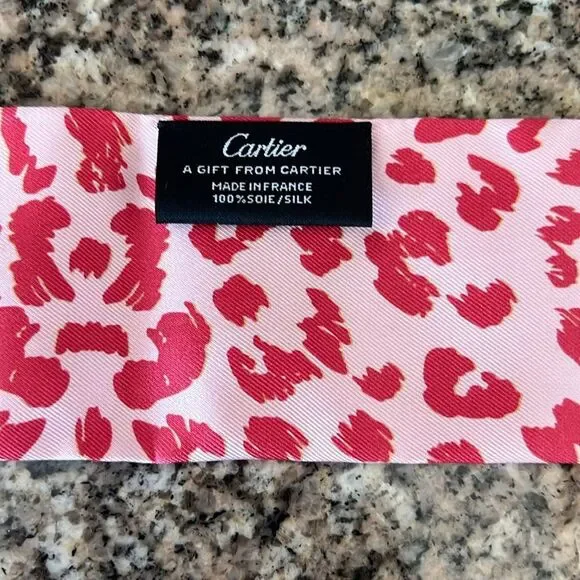 Cartier
A GIFT FROM CARTIER
MADE IN FRANCE
100%SOIE/SILK